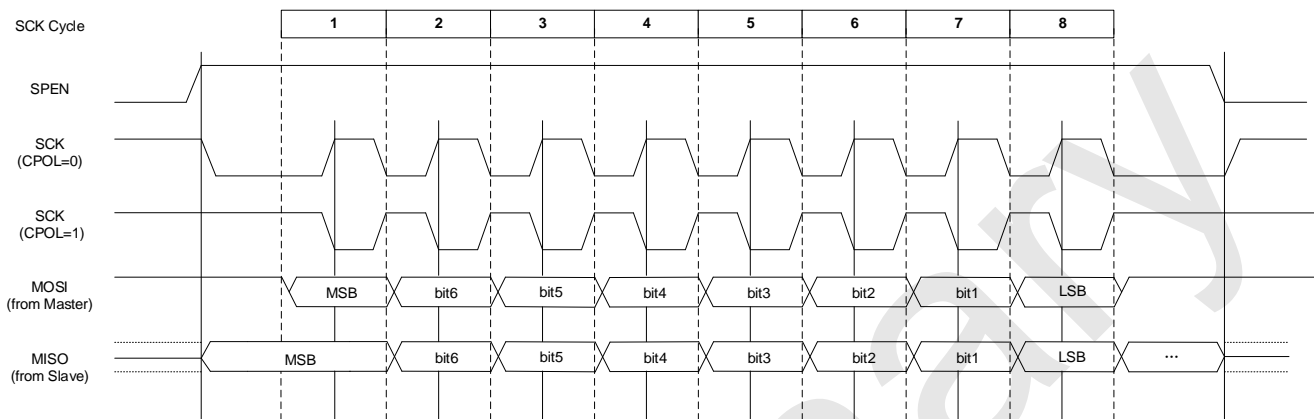 SCK Cycle 1 2 3 4 5 6 7 8
SPEN
SCK
(CPOL=0)
SCK
(CPOL=1)
MOSI
(from Master)
MSB bit6 bit5 bit4 bit3 bit2 bit1 LSB
MISO
(from Slave)
MSB bit6 bit5 bit4 bit3 bit2 bit1 LSB ...
ary